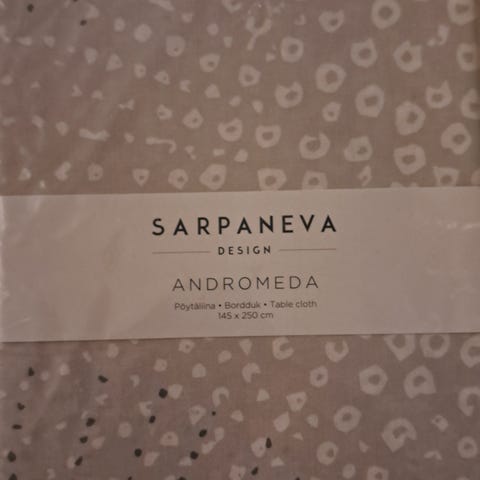 SARPANEVA
DESIGN
ANDROMEDA
Pöytäliina • Bordduk • Table cloth
145 x 250 cm